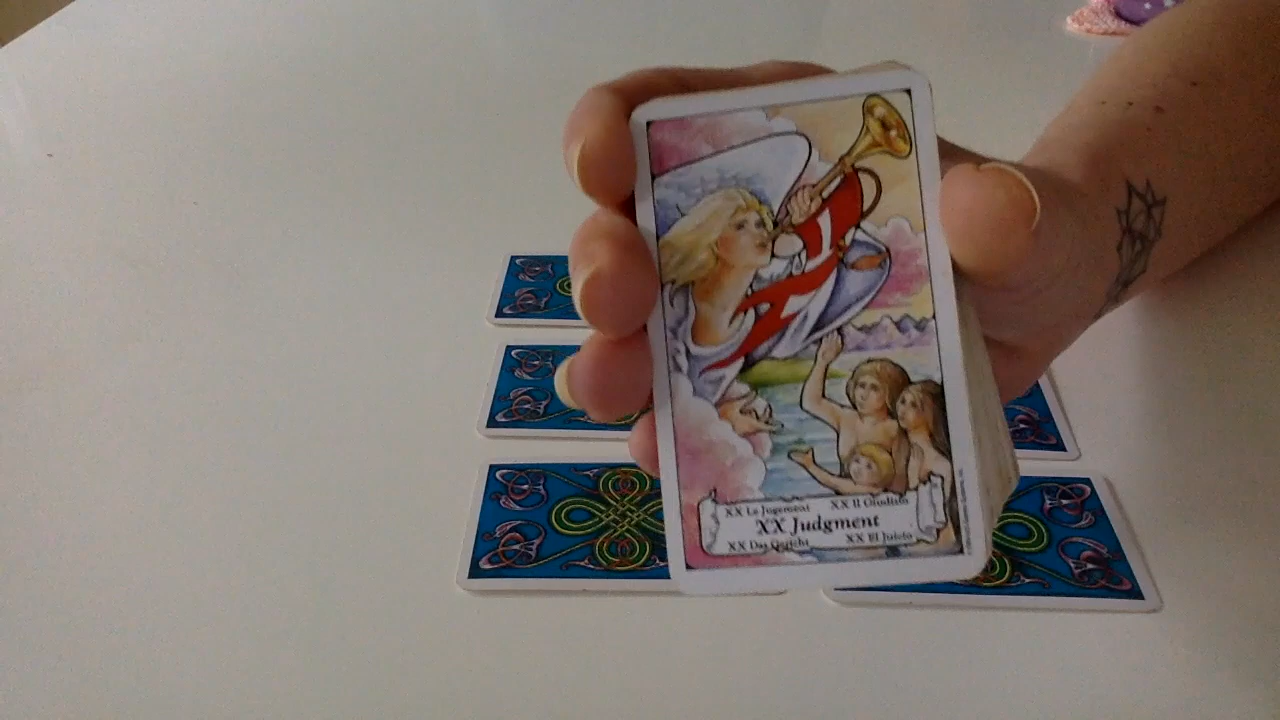 XX Le Jugement XX Il Giudizio
XX Judgment
XX Das Gericht XX El Juicio